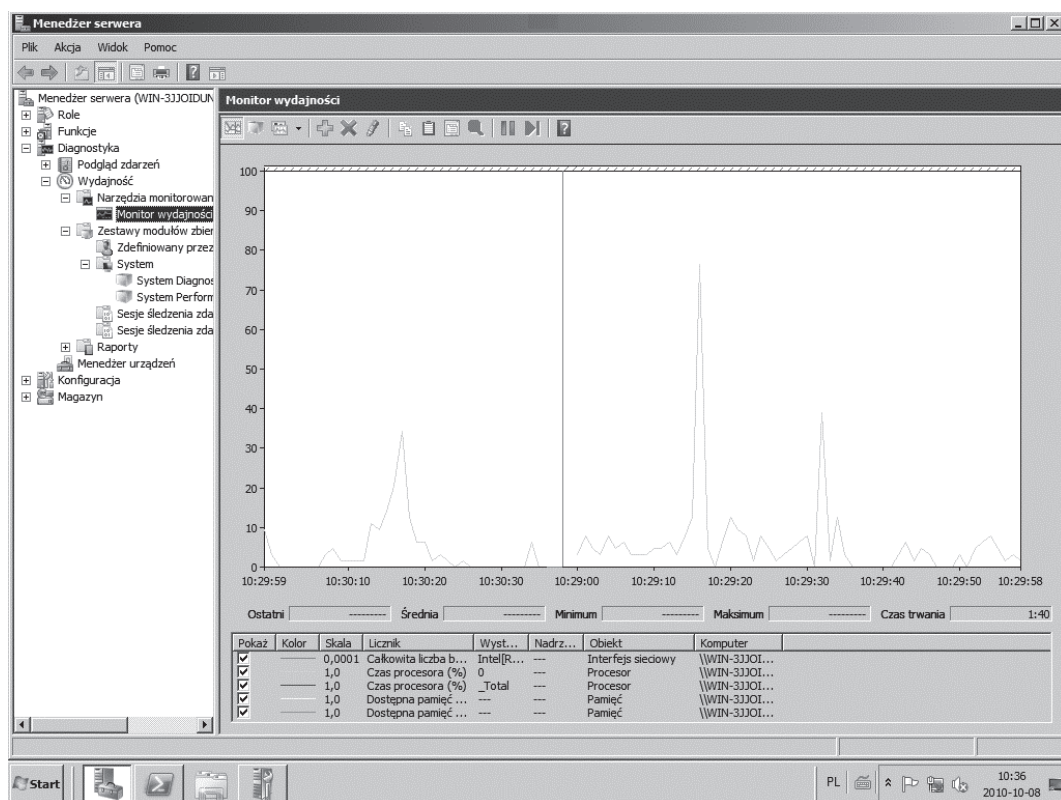 Menedżer serwera
Plik Akcja Widok Pomoc
Menedżer serwera (WIN-3JJOIDUN
Role
Funkcje
Diagnostyka
Podgląd zdarzeń
Wydajność
Narzędzia monitorowan
Monitor wydajności
Zestawy modułów zbier
Zdefiniowany przez
System
System Diagnos
System Perform
Sesje śledzenia zda
Sesje śledzenia zda
Raporty
Menedżer urządzeń
Konfiguracja
Magazyn
Monitor wydajności
100
90
80
70
60
50
40
30
20
10
0
10:29:59 10:30:10 10:30:20 10:30:30 10:29:00 10:29:10 10:29:20 10:29:30 10:29:40 10:29:50 10:29:58
Ostatni --------- Średnia --------- Minimum --------- Maksimum --------- Czas trwania 1:40
Pokaż Kolor Skala Licznik Wyst... Nadrz... Obiekt Komputer
0,0001 Całkowita liczba b... Intel[R... --- Interfejs sieciowy \\WIN-3JJOI...
1,0 Czas procesora (%) 0 --- Procesor \\WIN-3JJOI...
1,0 Czas procesora (%) _Total --- Procesor \\WIN-3JJOI...
1,0 Dostępna pamięć ... --- --- Pamięć \\WIN-3JJOI...
1,0 Dostępna pamięć ... --- --- Pamięć \\WIN-3JJOI...
Start
PL
10:36
2010-10-08